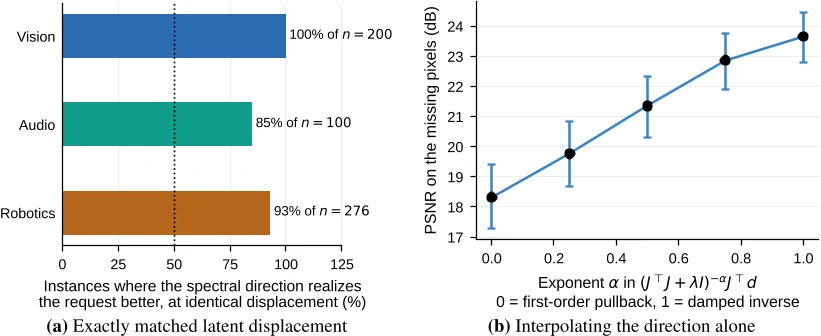 Vision
100% of n = 200
Audio
85% of n = 100
Robotics
93% of n = 276
0 25 50 75 100 125
Instances where the spectral direction realizes
the request better, at identical displacement (%)
(a) Exactly matched latent displacement
PSNR on the missing pixels (dB)
24
23
22
21
20
19
18
17
0.0 0.2 0.4 0.6 0.8 1.0
Exponent α in (J⊤J + λI)⁻ᵅJ⊤d
0 = first-order pullback, 1 = damped inverse
(b) Interpolating the direction alone